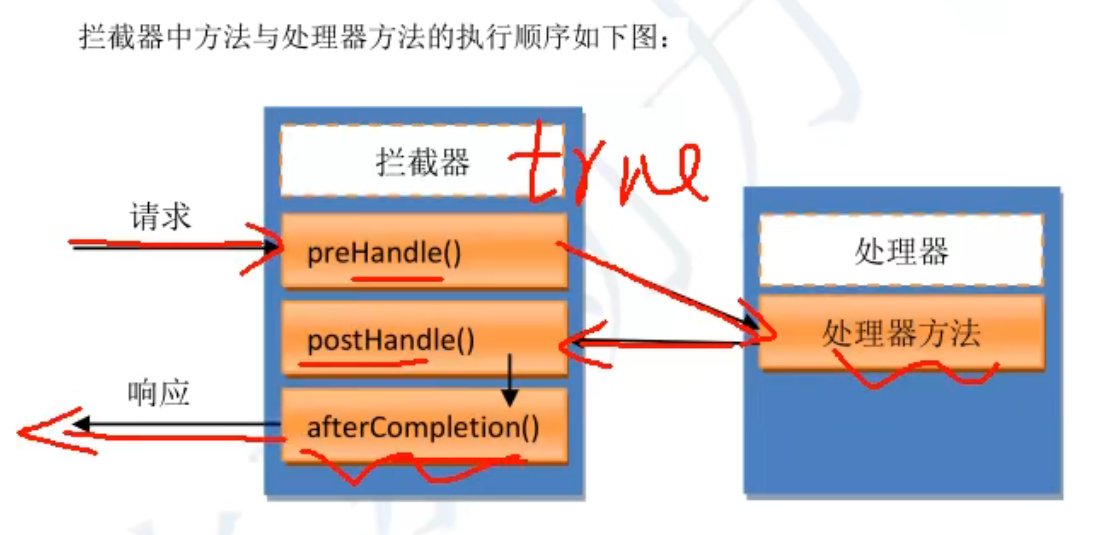 拦截器中方法与处理器方法的执行顺序如下图：
拦截器
true
请求
preHandle()
处理器
postHandle()
处理器方法
响应
afterCompletion()